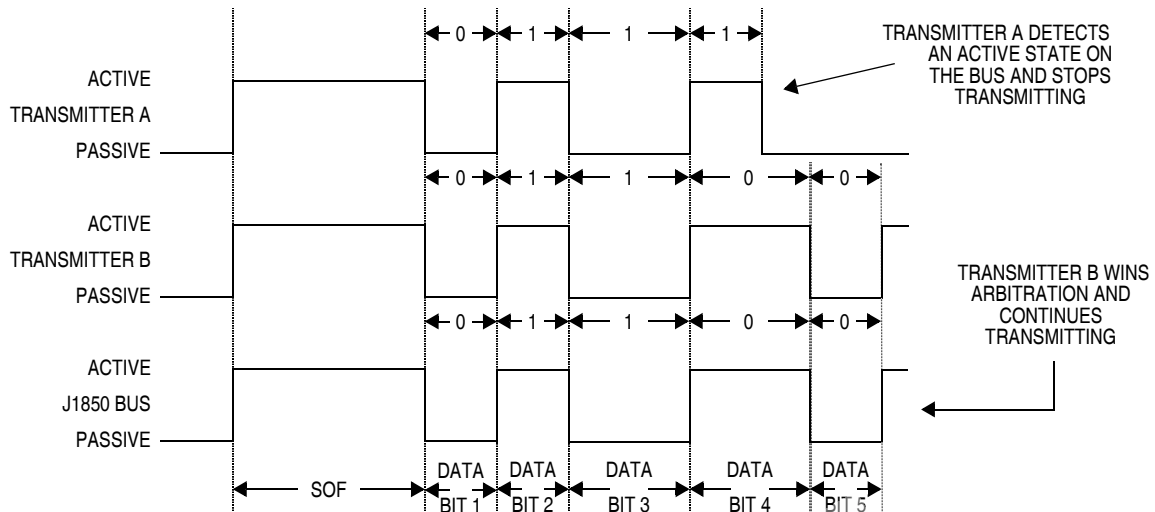 0 1 1 1
TRANSMITTER A DETECTS
AN ACTIVE STATE ON
THE BUS AND STOPS
TRANSMITTING
ACTIVE
TRANSMITTER A
PASSIVE
0 1 1 0 0
ACTIVE
TRANSMITTER B
PASSIVE
TRANSMITTER B WINS
ARBITRATION AND
CONTINUES
TRANSMITTING
0 1 1 0 0
ACTIVE
J1850 BUS
PASSIVE
SOF
DATA
BIT 1
DATA
BIT 2
DATA
BIT 3
DATA
BIT 4
DATA
BIT 5